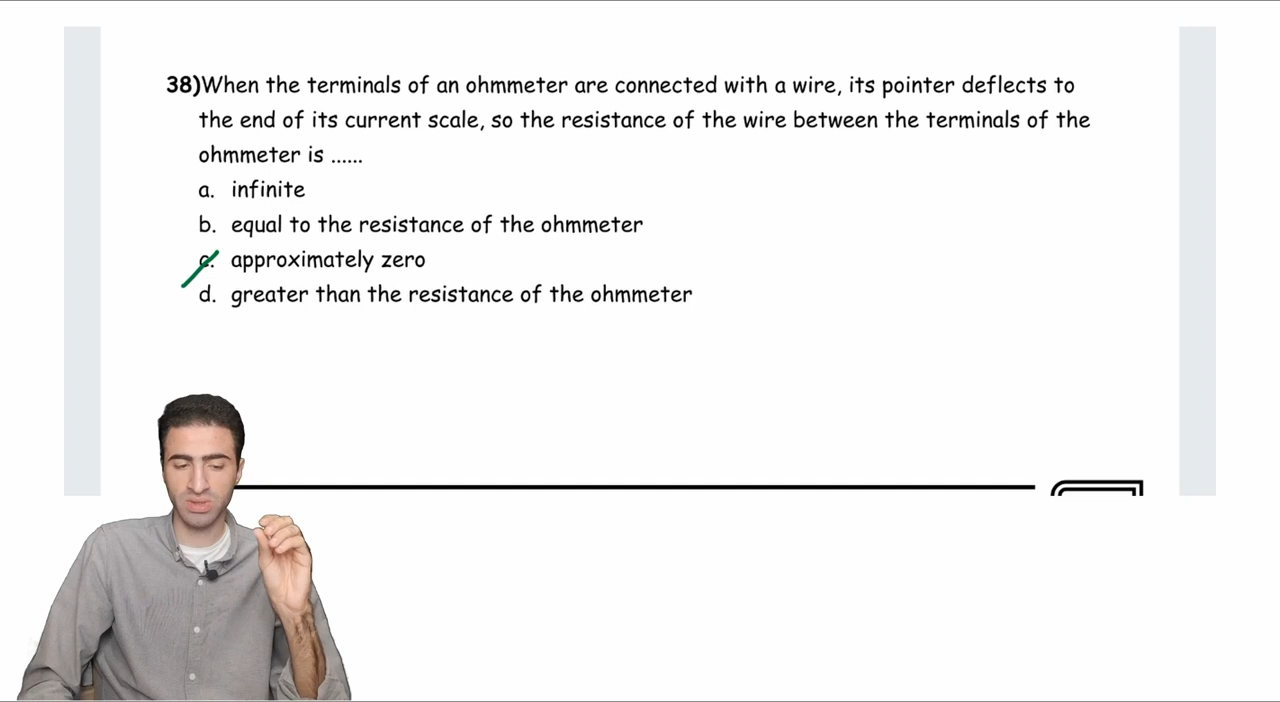 38)When the terminals of an ohmmeter are connected with a wire, its pointer deflects to
the end of its current scale, so the resistance of the wire between the terminals of the
ohmmeter is ......
a. infinite
b. equal to the resistance of the ohmmeter
c. approximately zero
d. greater than the resistance of the ohmmeter